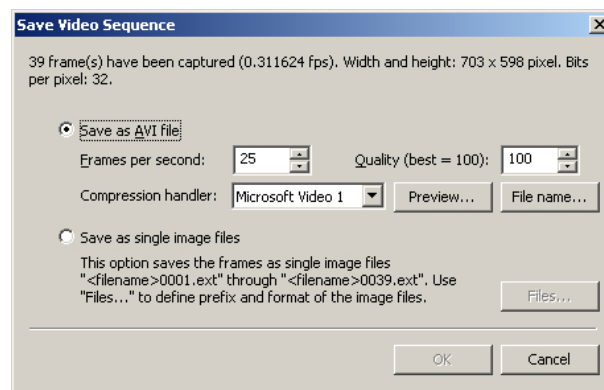 Save Video Sequence
39 frame(s) have been captured (0.311624 fps). Width and height: 703 x 598 pixel. Bits
per pixel: 32.
Save as AVI file
Frames per second: 25 Quality (best = 100): 100
Compression handler: Microsoft Video 1 Preview... File name...
Save as single image files
This option saves the frames as single image files
"<filename>0001.ext" through "<filename>0039.ext". Use
"Files..." to define prefix and format of the image files.
Files...
OK Cancel